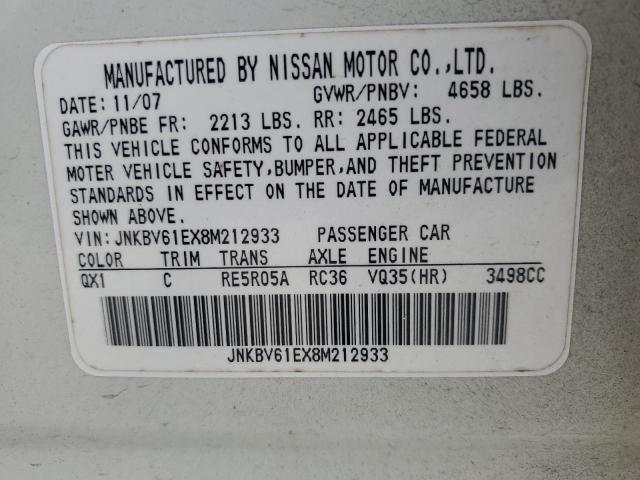 MANUFACTURED BY NISSAN MOTOR CO.,LTD.
DATE: 11/07 GVWR/PNBV: 4658 LBS.
GAWR/PNBE FR: 2213 LBS. RR: 2465 LBS.
THIS VEHICLE CONFORMS TO ALL APPLICABLE FEDERAL
MOTOR VEHICLE SAFETY,BUMPER,AND THEFT PREVENTION
STANDARDS IN EFFECT ON THE DATE OF MANUFACTURE
SHOWN ABOVE.
VIN:JNKBV61EX8M212933 PASSENGER CAR
COLOR TRIM TRANS AXLE ENGINE
QX1 C RE5R05A RC36 VQ35(HR) 3498CC
JNKBV61EX8M212933